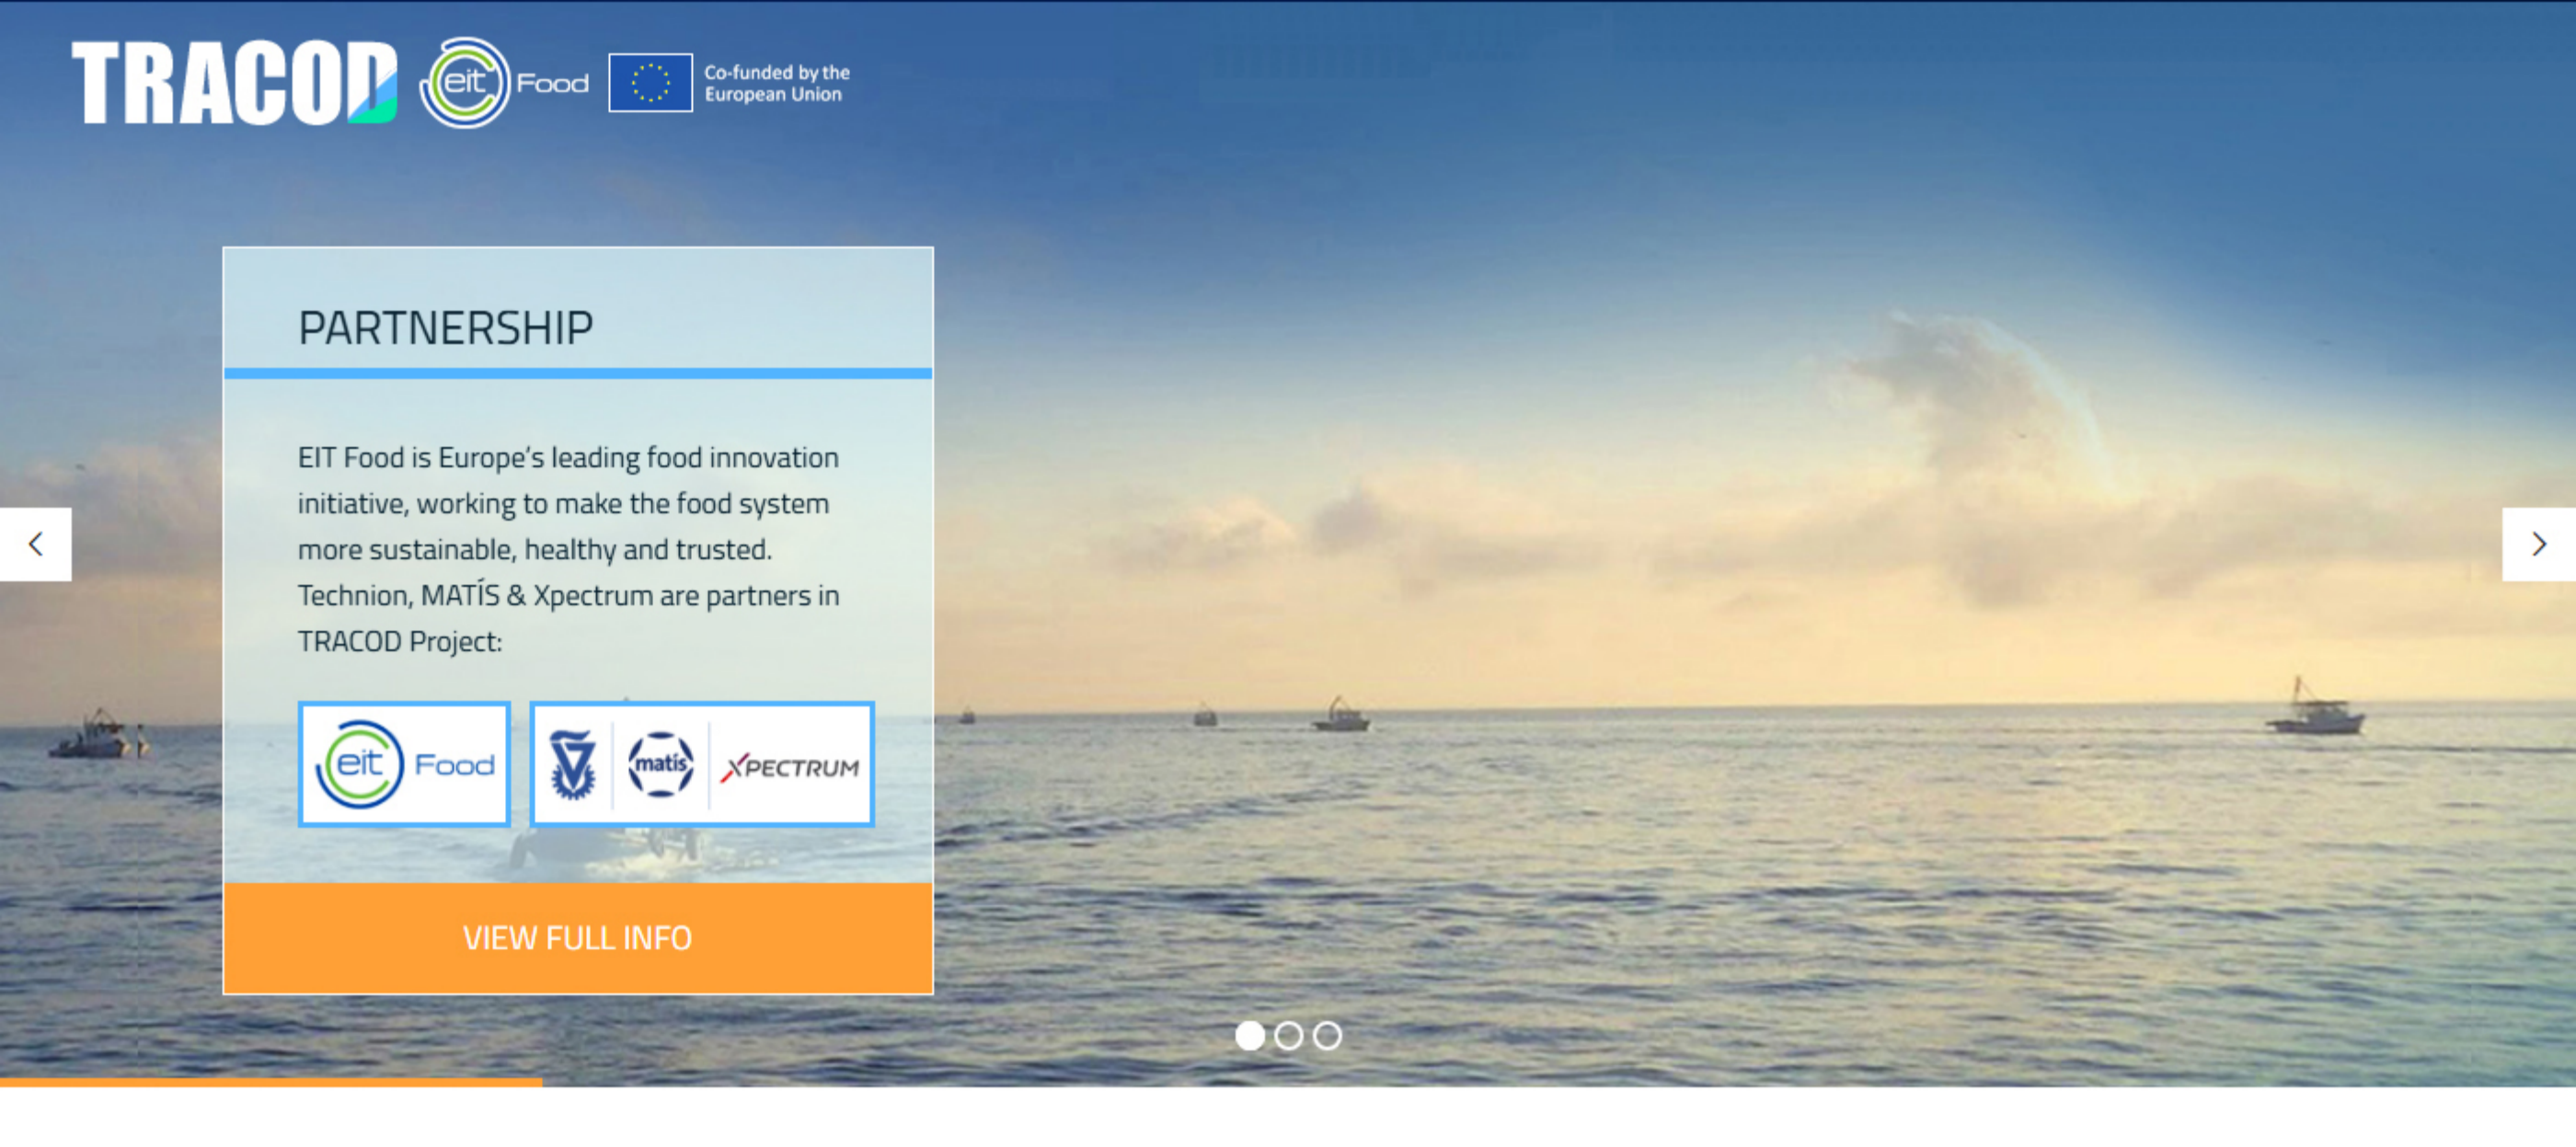 TRACOD
eit Food
Co-funded by the
European Union
PARTNERSHIP
EIT Food is Europe’s leading food innovation
initiative, working to make the food system
more sustainable, healthy and trusted.
Technion, MATÍS & Xpectrum are partners in
TRACOD Project:
eit Food
matís
XPECTRUM
VIEW FULL INFO